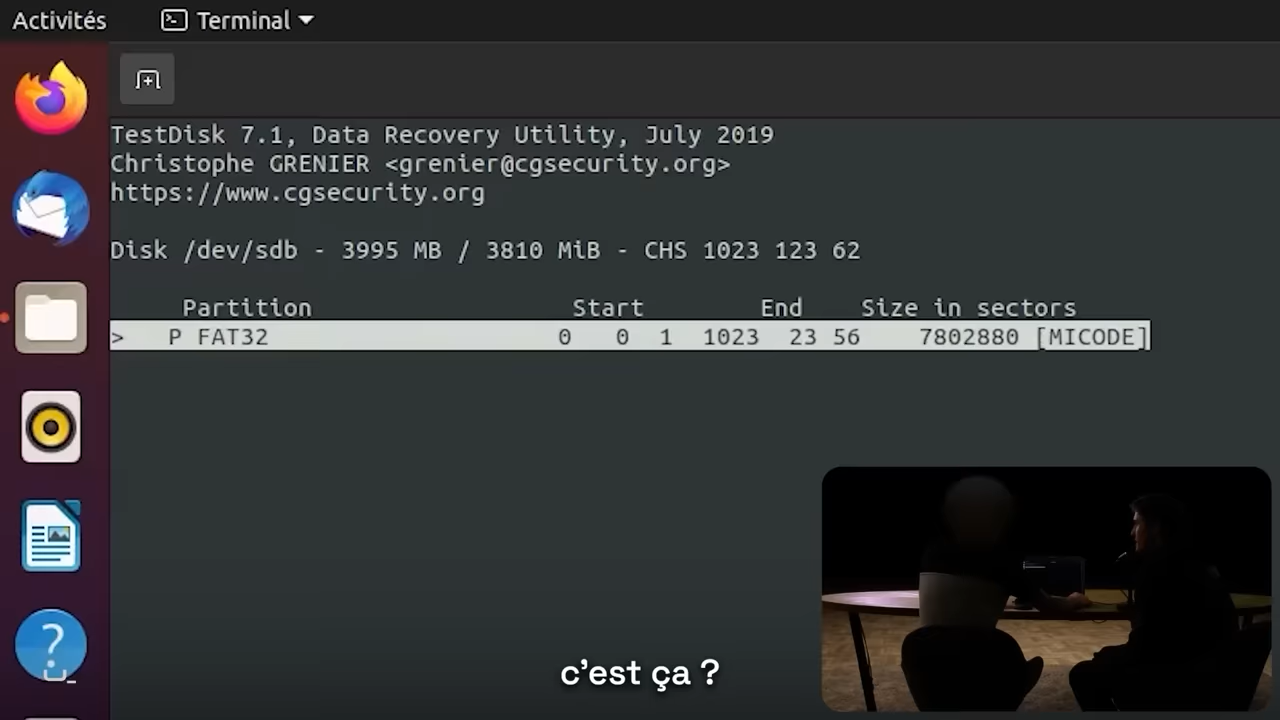 Activités
Terminal
TestDisk 7.1, Data Recovery Utility, July 2019
Christophe GRENIER <grenier@cgsecurity.org>
https://www.cgsecurity.org
Disk /dev/sdb - 3995 MB / 3810 MiB - CHS 1023 123 62
Partition Start End Size in sectors
> P FAT32 0 0 1 1023 23 56 7802880 [MICODE]
c'est ça ?